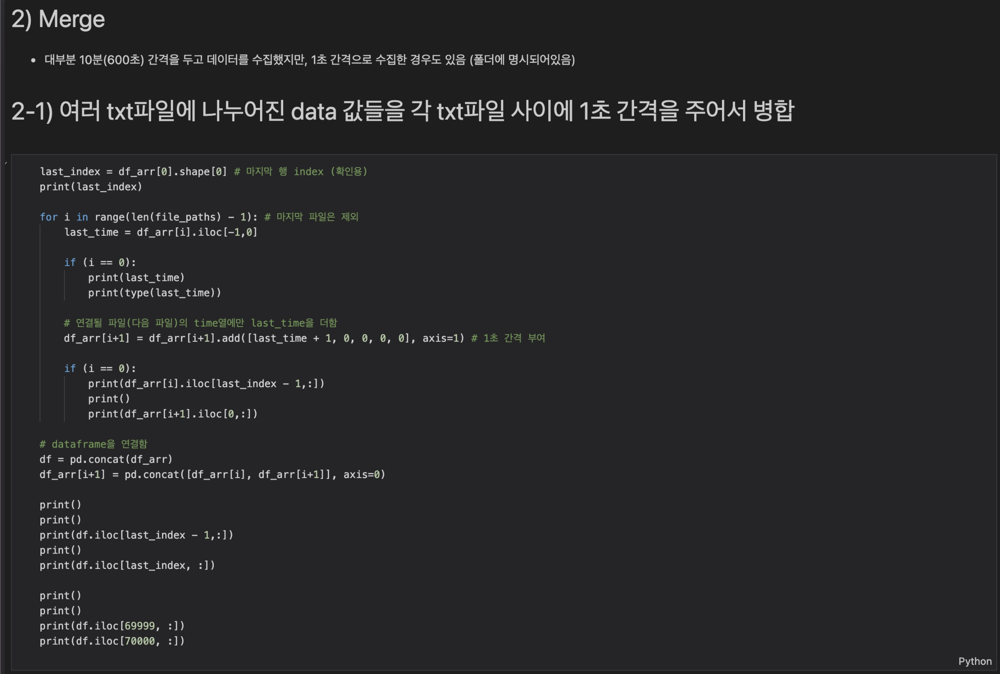 2) Merge
• 대부분 10분(600초) 간격을 두고 데이터를 수집했지만, 1초 간격으로 수집한 경우도 있음 (폴더에 명시되어있음)
2-1) 여러 txt파일에 나누어진 data 값들을 각 txt파일 사이에 1초 간격을 주어서 병합
last_index = df_arr[0].shape[0] # 마지막 행 index (확인용)
print(last_index)
for i in range(len(file_paths) - 1): # 마지막 파일은 제외
    last_time = df_arr[i].iloc[-1,0]
    if (i == 0):
        print(last_time)
        print(type(last_time))
    # 연결될 파일(다음 파일)의 time열에만 last_time을 더함
    df_arr[i+1] = df_arr[i+1].add([last_time + 1, 0, 0, 0, 0], axis=1) # 1초 간격 부여
    if (i == 0):
        print(df_arr[i].iloc[last_index - 1,:])
        print()
        print(df_arr[i+1].iloc[0,:])
# dataframe을 연결함
df = pd.concat(df_arr)
df_arr[i+1] = pd.concat([df_arr[i], df_arr[i+1]], axis=0)
print()
print()
print(df.iloc[last_index - 1,:])
print()
print(df.iloc[last_index, :])
print()
print()
print(df.iloc[69999, :])
print(df.iloc[70000, :])
Python